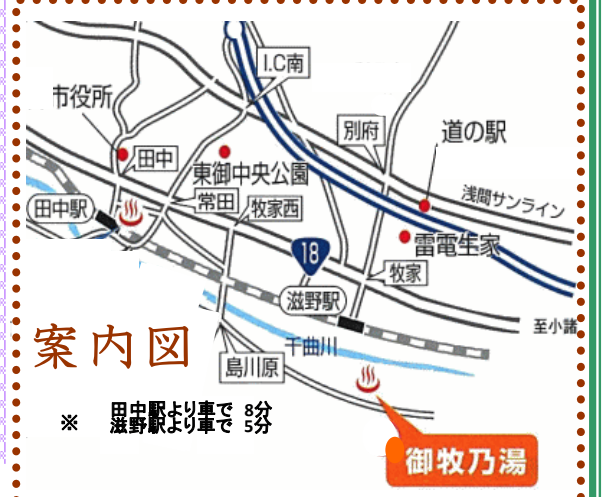 I.C南
市役所
別府
道の駅
田中
東御中央公園
浅間サンライン
常田
田中駅
牧家西
雷電生家
18
牧家
滋野駅
至小諸
案内図
千曲川
島川原
※ 田中駅より車で 8分
滋野駅より車で 5分
御牧乃湯